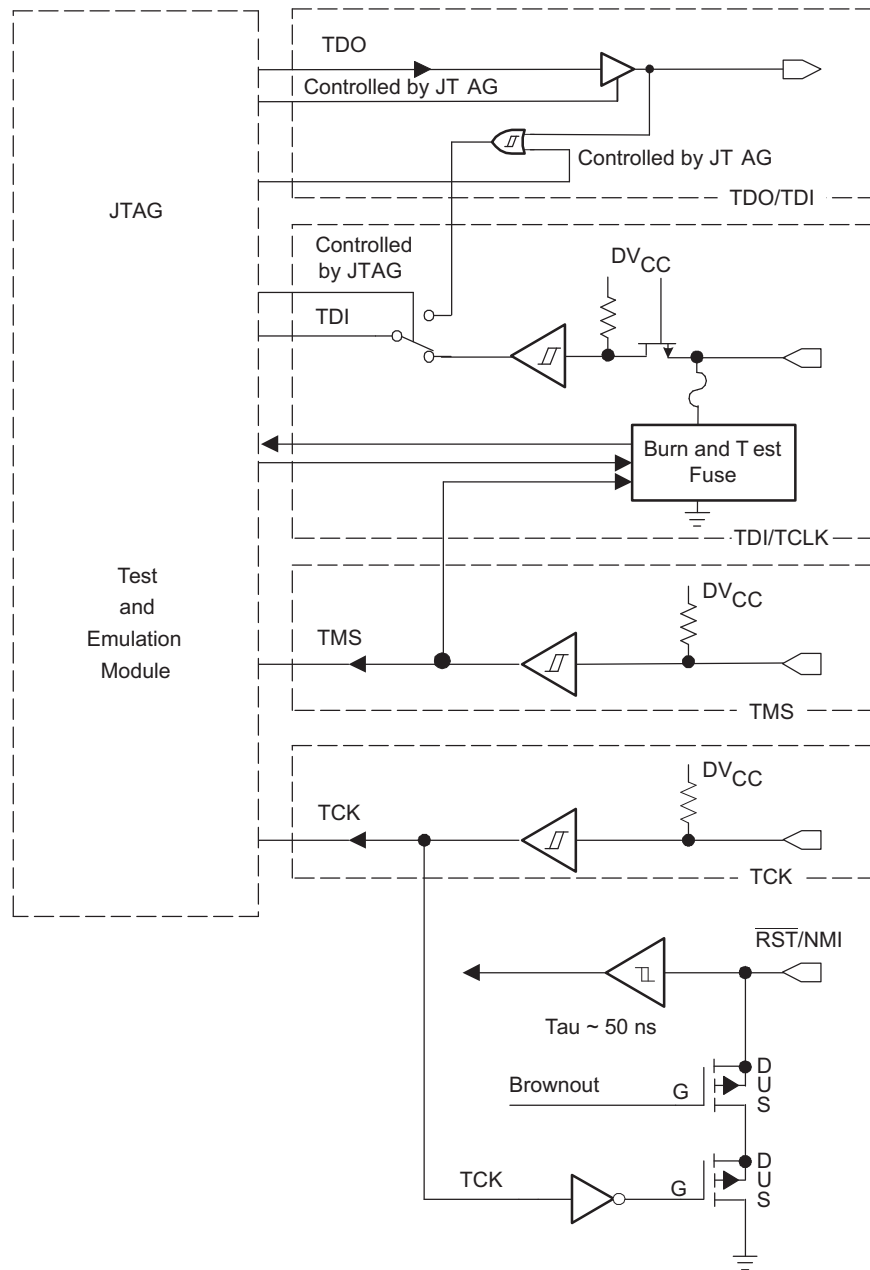 TDO
Controlled by JT AG
Controlled by JT AG
TDO/TDI
JTAG
Controlled
by JTAG
TDI
DVCC
Burn and T est
Fuse
TDI/TCLK
Test
and
Emulation
Module
TMS
DVCC
TMS
TCK
DVCC
TCK
RST/NMI
Tau ~ 50 ns
Brownout
G
D
U
S
TCK
G
D
U
S